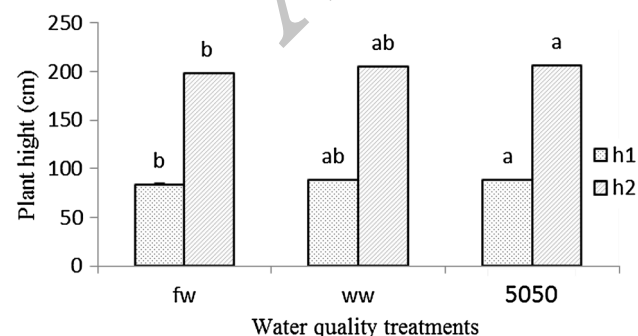 250
200
150
100
50
0
Plant hight (cm)
b
b
ab
ab
a
a
h1
h2
fw
ww
5050
Water quality treatments